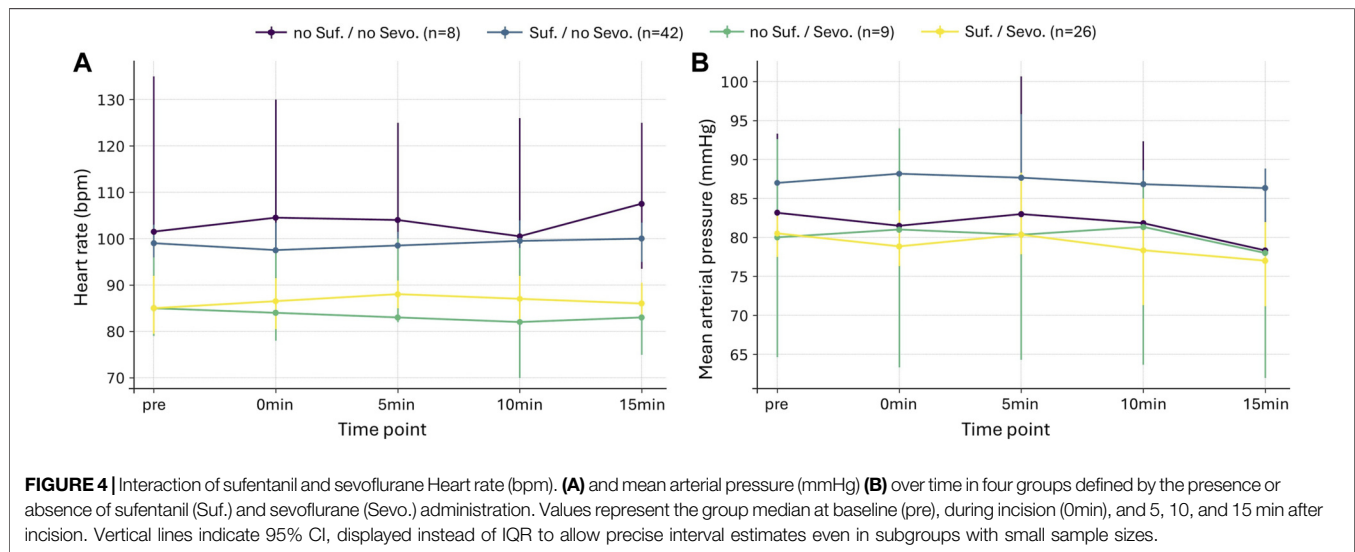 no Suf. / no Sevo. (n=8) Suf. / no Sevo. (n=42) no Suf. / Sevo. (n=9) Suf. / Sevo. (n=26)
A
Heart rate (bpm)
130
120
110
100
90
80
70
pre 0min 5min 10min 15min
Time point
B
Mean arterial pressure (mmHg)
100
95
90
85
80
75
70
65
pre 0min 5min 10min 15min
Time point
FIGURE 4 | Interaction of sufentanil and sevoflurane Heart rate (bpm). (A) and mean arterial pressure (mmHg) (B) over time in four groups defined by the presence or
absence of sufentanil (Suf.) and sevoflurane (Sevo.) administration. Values represent the group median at baseline (pre), during incision (0min), and 5, 10, and 15 min after
incision. Vertical lines indicate 95% CI, displayed instead of IQR to allow precise interval estimates even in subgroups with small sample sizes.